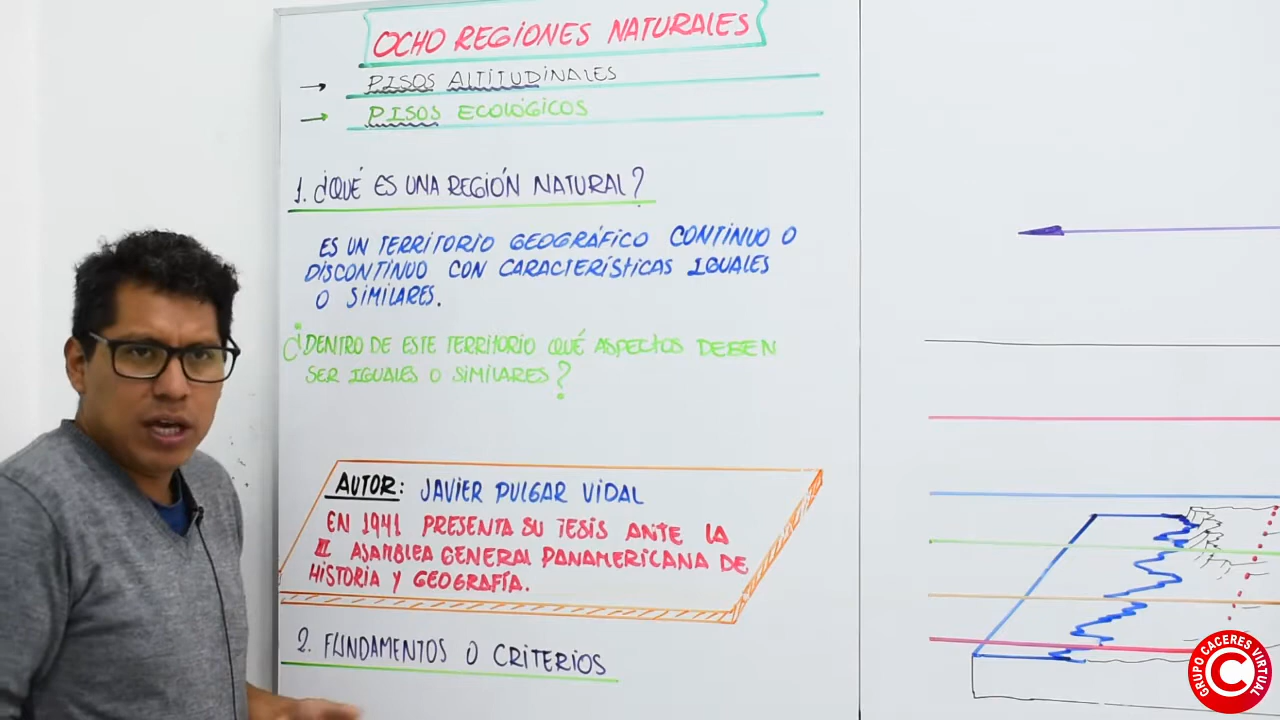 OCHO REGIONES NATURALES
→ PISOS ALTITUDINALES
→ PISOS ECOLÓGICOS
1. ¿QUÉ ES UNA REGIÓN NATURAL?
ES UN TERRITORIO GEOGRÁFICO CONTINUO O
DISCONTINUO CON CARACTERÍSTICAS IGUALES
O SIMILARES.
¿DENTRO DE ESTE TERRITORIO QUÉ ASPECTOS DEBEN
SER IGUALES O SIMILARES?
AUTOR: JAVIER PULGAR VIDAL
EN 1941 PRESENTA SU TESIS ANTE LA
III ASAMBLEA GENERAL PANAMERICANA DE
HISTORIA Y GEOGRAFÍA.
2. FUNDAMENTOS O CRITERIOS
GRUPO CACERES VIRTUAL
C